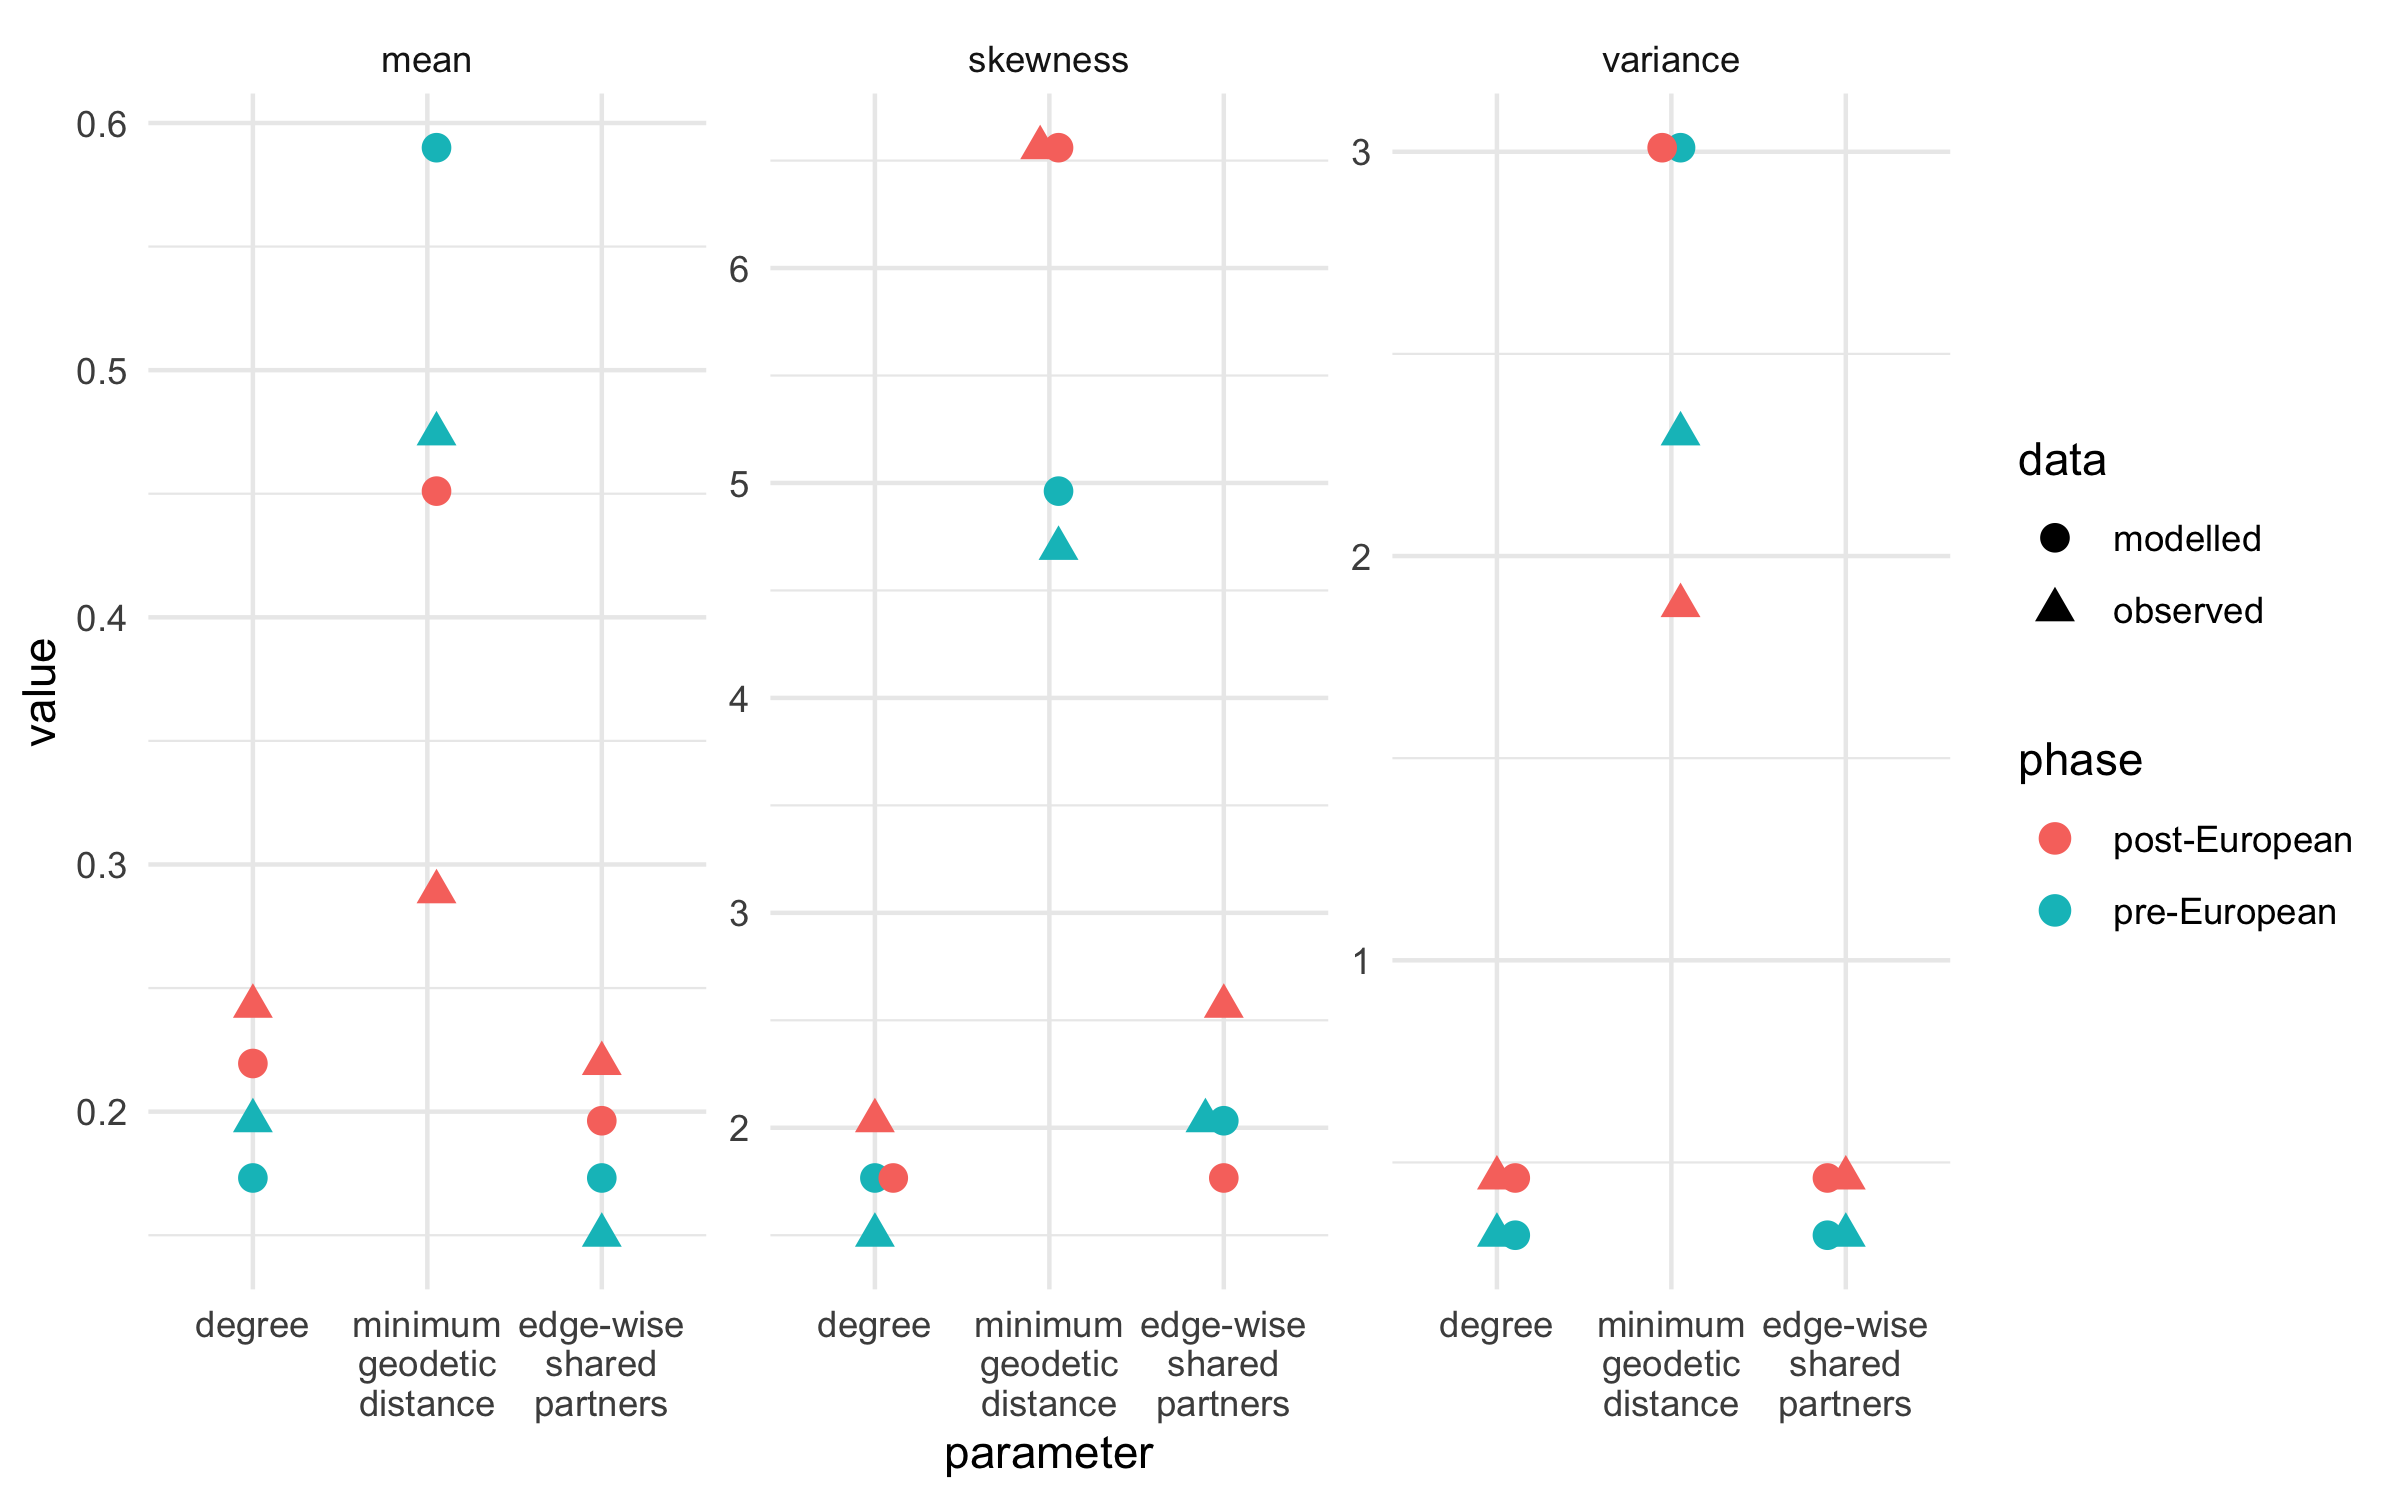 mean
skewness
variance
0.6
0.5
0.4
0.3
0.2
6
5
4
3
2
3
2
1
value
degree
minimum
geodetic
distance
edge-wise
shared
partners
degree
minimum
geodetic
distance
edge-wise
shared
partners
degree
minimum
geodetic
distance
edge-wise
shared
partners
parameter
data
modelled
observed
phase
post-European
pre-European